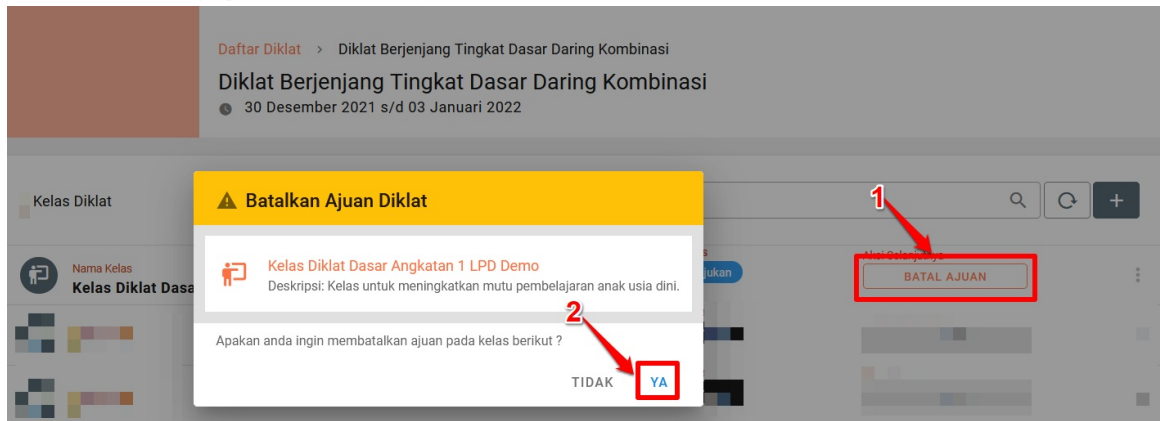 Daftar Diklat > Diklat Berjenjang Tingkat Dasar Daring Kombinasi
Diklat Berjenjang Tingkat Dasar Daring Kombinasi
30 Desember 2021 s/d 03 Januari 2022
Kelas Diklat
Batalkan Ajuan Diklat
1
+
Kelas Diklat Dasar Angkatan 1 LPD Demo
Deskripsi: Kelas untuk meningkatkan mutu pembelajaran anak usia dini.
Nama Kelas
Kelas Diklat Dasa
s
jukan
Aksi Selanjutnya
BATAL AJUAN
2
Apakan anda ingin membatalkan ajuan pada kelas berikut ?
TIDAK
YA